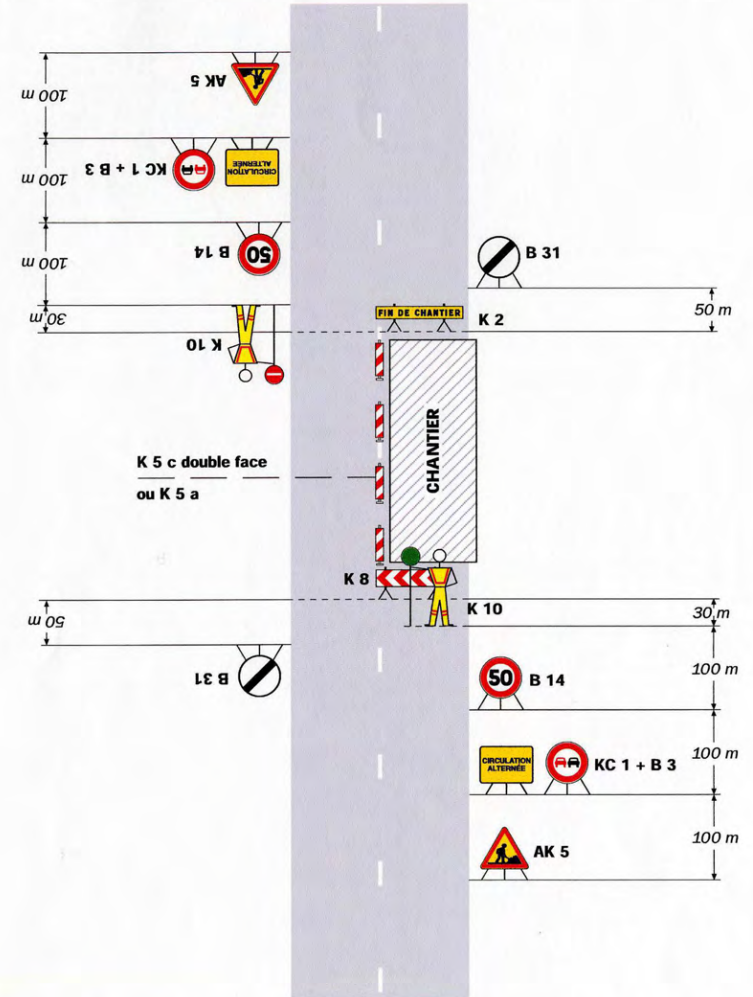 AK 5
100 m
KC 1 + B 3
CIRCULATION
ALTERNÉE
100 m
B 14
50
100 m
B 31
50 m
30 m
FIN DE CHANTIER
K 2
K 10
CHANTIER
K 5 c double face
ou K 5 a
K 8
K 10
30 m
50 m
B 31
50
B 14
100 m
CIRCULATION
ALTERNÉE
KC 1 + B 3
100 m
AK 5
100 m